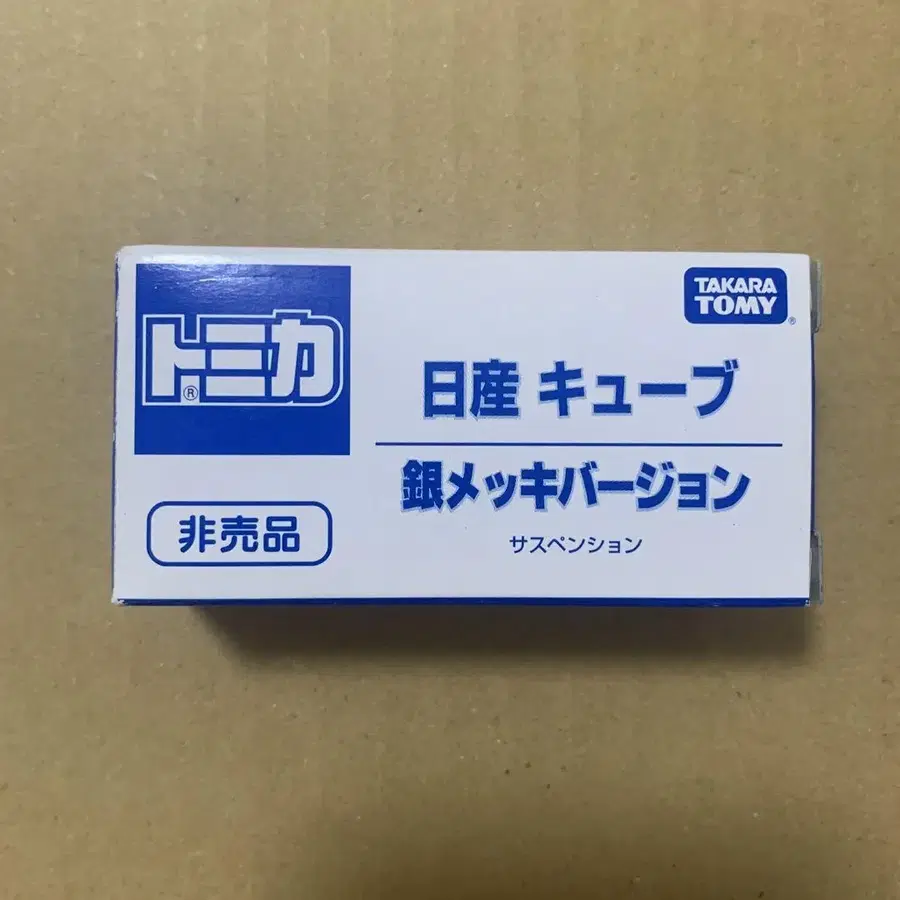 トミカ®
TAKARA
TOMY®
日産 キューブ
銀メッキバージョン
サスペンション
非売品